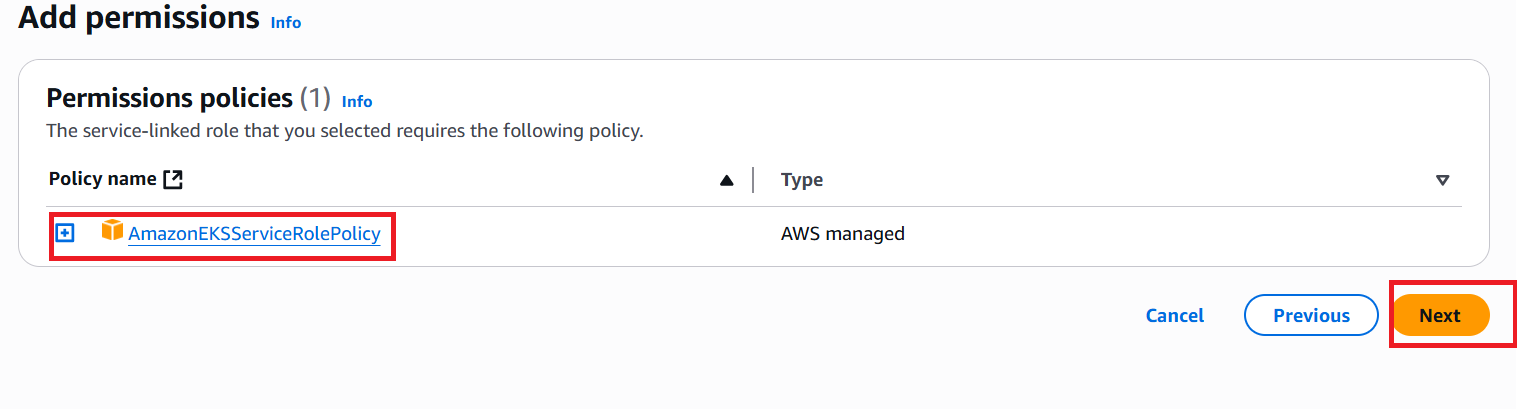 Add permissions Info
Permissions policies (1) Info
The service-linked role that you selected requires the following policy.
Policy name Type
AmazonEKSServiceRolePolicy AWS managed
Cancel Previous Next